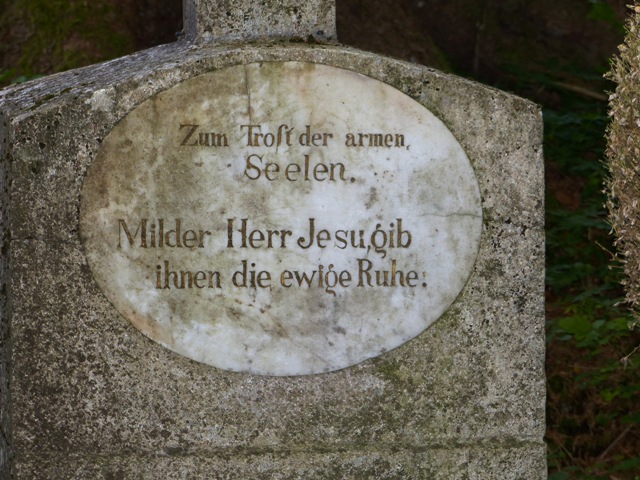 Zum Troſt der armen
Seelen.
Milder Herr Jesu, gib
ihnen die ewige Ruhe.